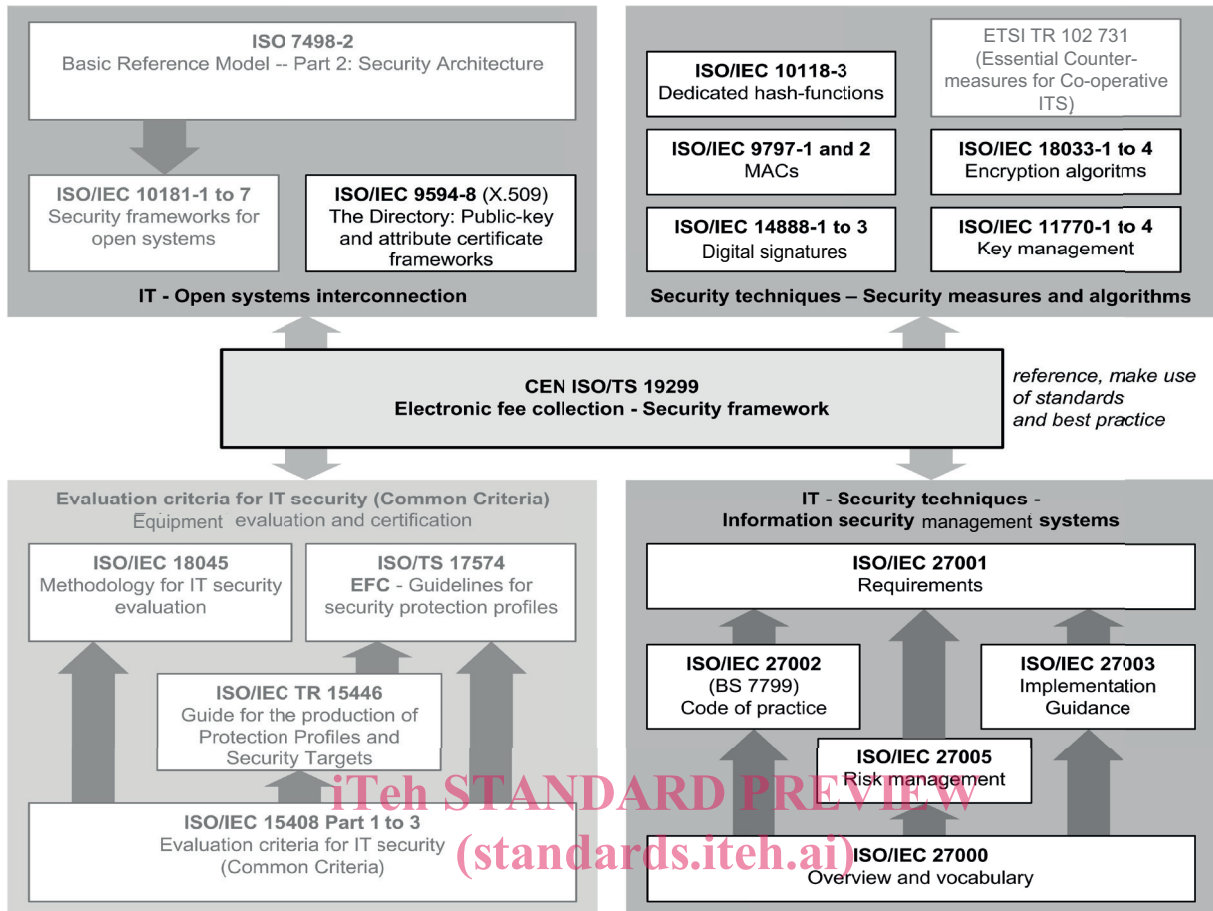 ISO 7498-2
Basic Reference Model -- Part 2: Security Architecture
ISO/IEC 10181-1 to 7
Security frameworks for
open systems
ISO/IEC 9594-8 (X.509)
The Directory: Public-key
and attribute certificate
frameworks
IT - Open systems interconnection
ISO/IEC 10118-3
Dedicated hash-functions
ETSI TR 102 731
(Essential Counter-
measures for Co-operative
ITS)
ISO/IEC 9797-1 and 2
MACs
ISO/IEC 18033-1 to 4
Encryption algoritms
ISO/IEC 14888-1 to 3
Digital signatures
ISO/IEC 11770-1 to 4
Key management
Security techniques – Security measures and algorithms
CEN ISO/TS 19299
Electronic fee collection - Security framework
reference, make use
of standards
and best practice
Evaluation criteria for IT security (Common Criteria)
Equipment evaluation and certification
ISO/IEC 18045
Methodology for IT security
evaluation
ISO/TS 17574
EFC - Guidelines for
security protection profiles
ISO/IEC TR 15446
Guide for the production of
Protection Profiles and
Security Targets
ISO/IEC 15408 Part 1 to 3
Evaluation criteria for IT security
(Common Criteria)
IT - Security techniques -
Information security management systems
ISO/IEC 27001
Requirements
ISO/IEC 27002
(BS 7799)
Code of practice
ISO/IEC 27003
Implementation
Guidance
ISO/IEC 27005
Risk management
ISO/IEC 27000
Overview and vocabulary
iTeh STANDARD PREVIEW
(standards.iteh.ai)